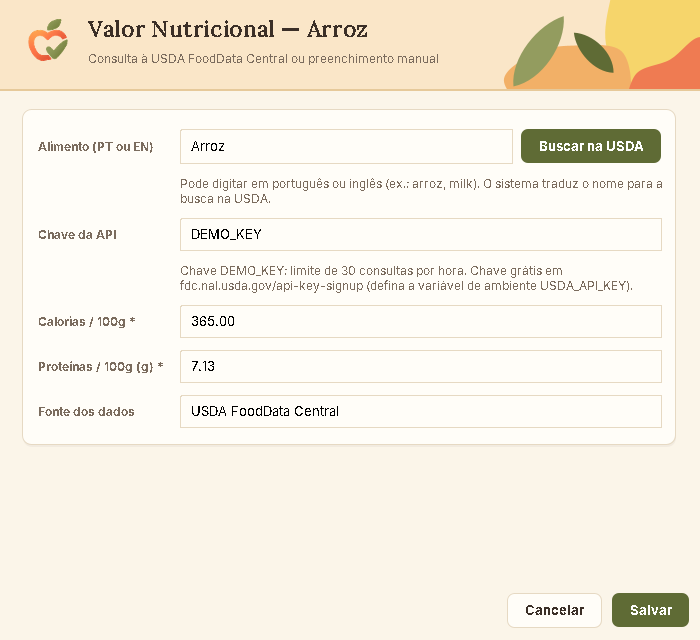 Valor Nutricional — Arroz
Consulta à USDA FoodData Central ou preenchimento manual
Alimento (PT ou EN)
Arroz
Buscar na USDA
Pode digitar em português ou inglês (ex.: arroz, milk). O sistema traduz o nome para a
busca na USDA.
Chave da API
DEMO_KEY
Chave DEMO_KEY: limite de 30 consultas por hora. Chave grátis em
fdc.nal.usda.gov/api-key-signup (defina a variável de ambiente USDA_API_KEY).
Calorias / 100g *
365.00
Proteínas / 100g (g) *
7.13
Fonte dos dados
USDA FoodData Central
Cancelar
Salvar